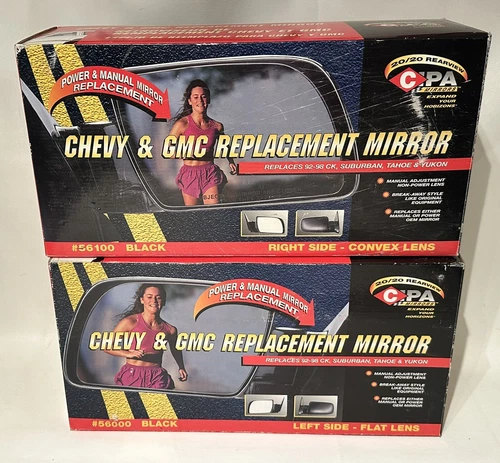 20/20 REARVIEW
CIPA
MIRRORS
EXPAND
YOUR
HORIZONS
POWER & MANUAL MIRROR
REPLACEMENT
CHEVY & GMC REPLACEMENT MIRROR
REPLACES 92-98 CK, SUBURBAN, TAHOE & YUKON
MANUAL ADJUSTMENT
NON-POWER LENS
BREAK-AWAY STYLE
LIKE ORIGINAL
EQUIPMENT
REPLACES EITHER
MANUAL OR POWER
OEM MIRROR
#56100 BLACK
RIGHT SIDE - CONVEX LENS
20/20 REARVIEW
CIPA
MIRRORS
EXPAND
YOUR
HORIZONS
POWER & MANUAL MIRROR
REPLACEMENT
CHEVY & GMC REPLACEMENT MIRROR
REPLACES 92-98 CK, SUBURBAN, TAHOE & YUKON
MANUAL ADJUSTMENT
NON-POWER LENS
BREAK-AWAY STYLE
LIKE ORIGINAL
EQUIPMENT
REPLACES EITHER
MANUAL OR POWER
OEM MIRROR
#56000 BLACK
LEFT SIDE - FLAT LENS